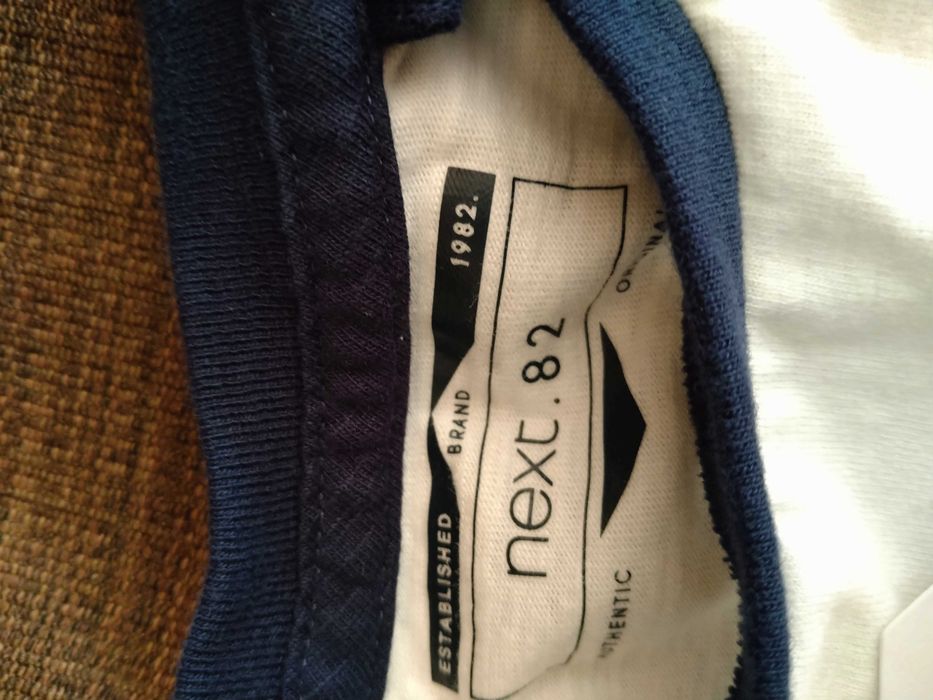 ESTABLISHED 1982.
BRAND
next.82
AUTHENTIC ORIGINAL